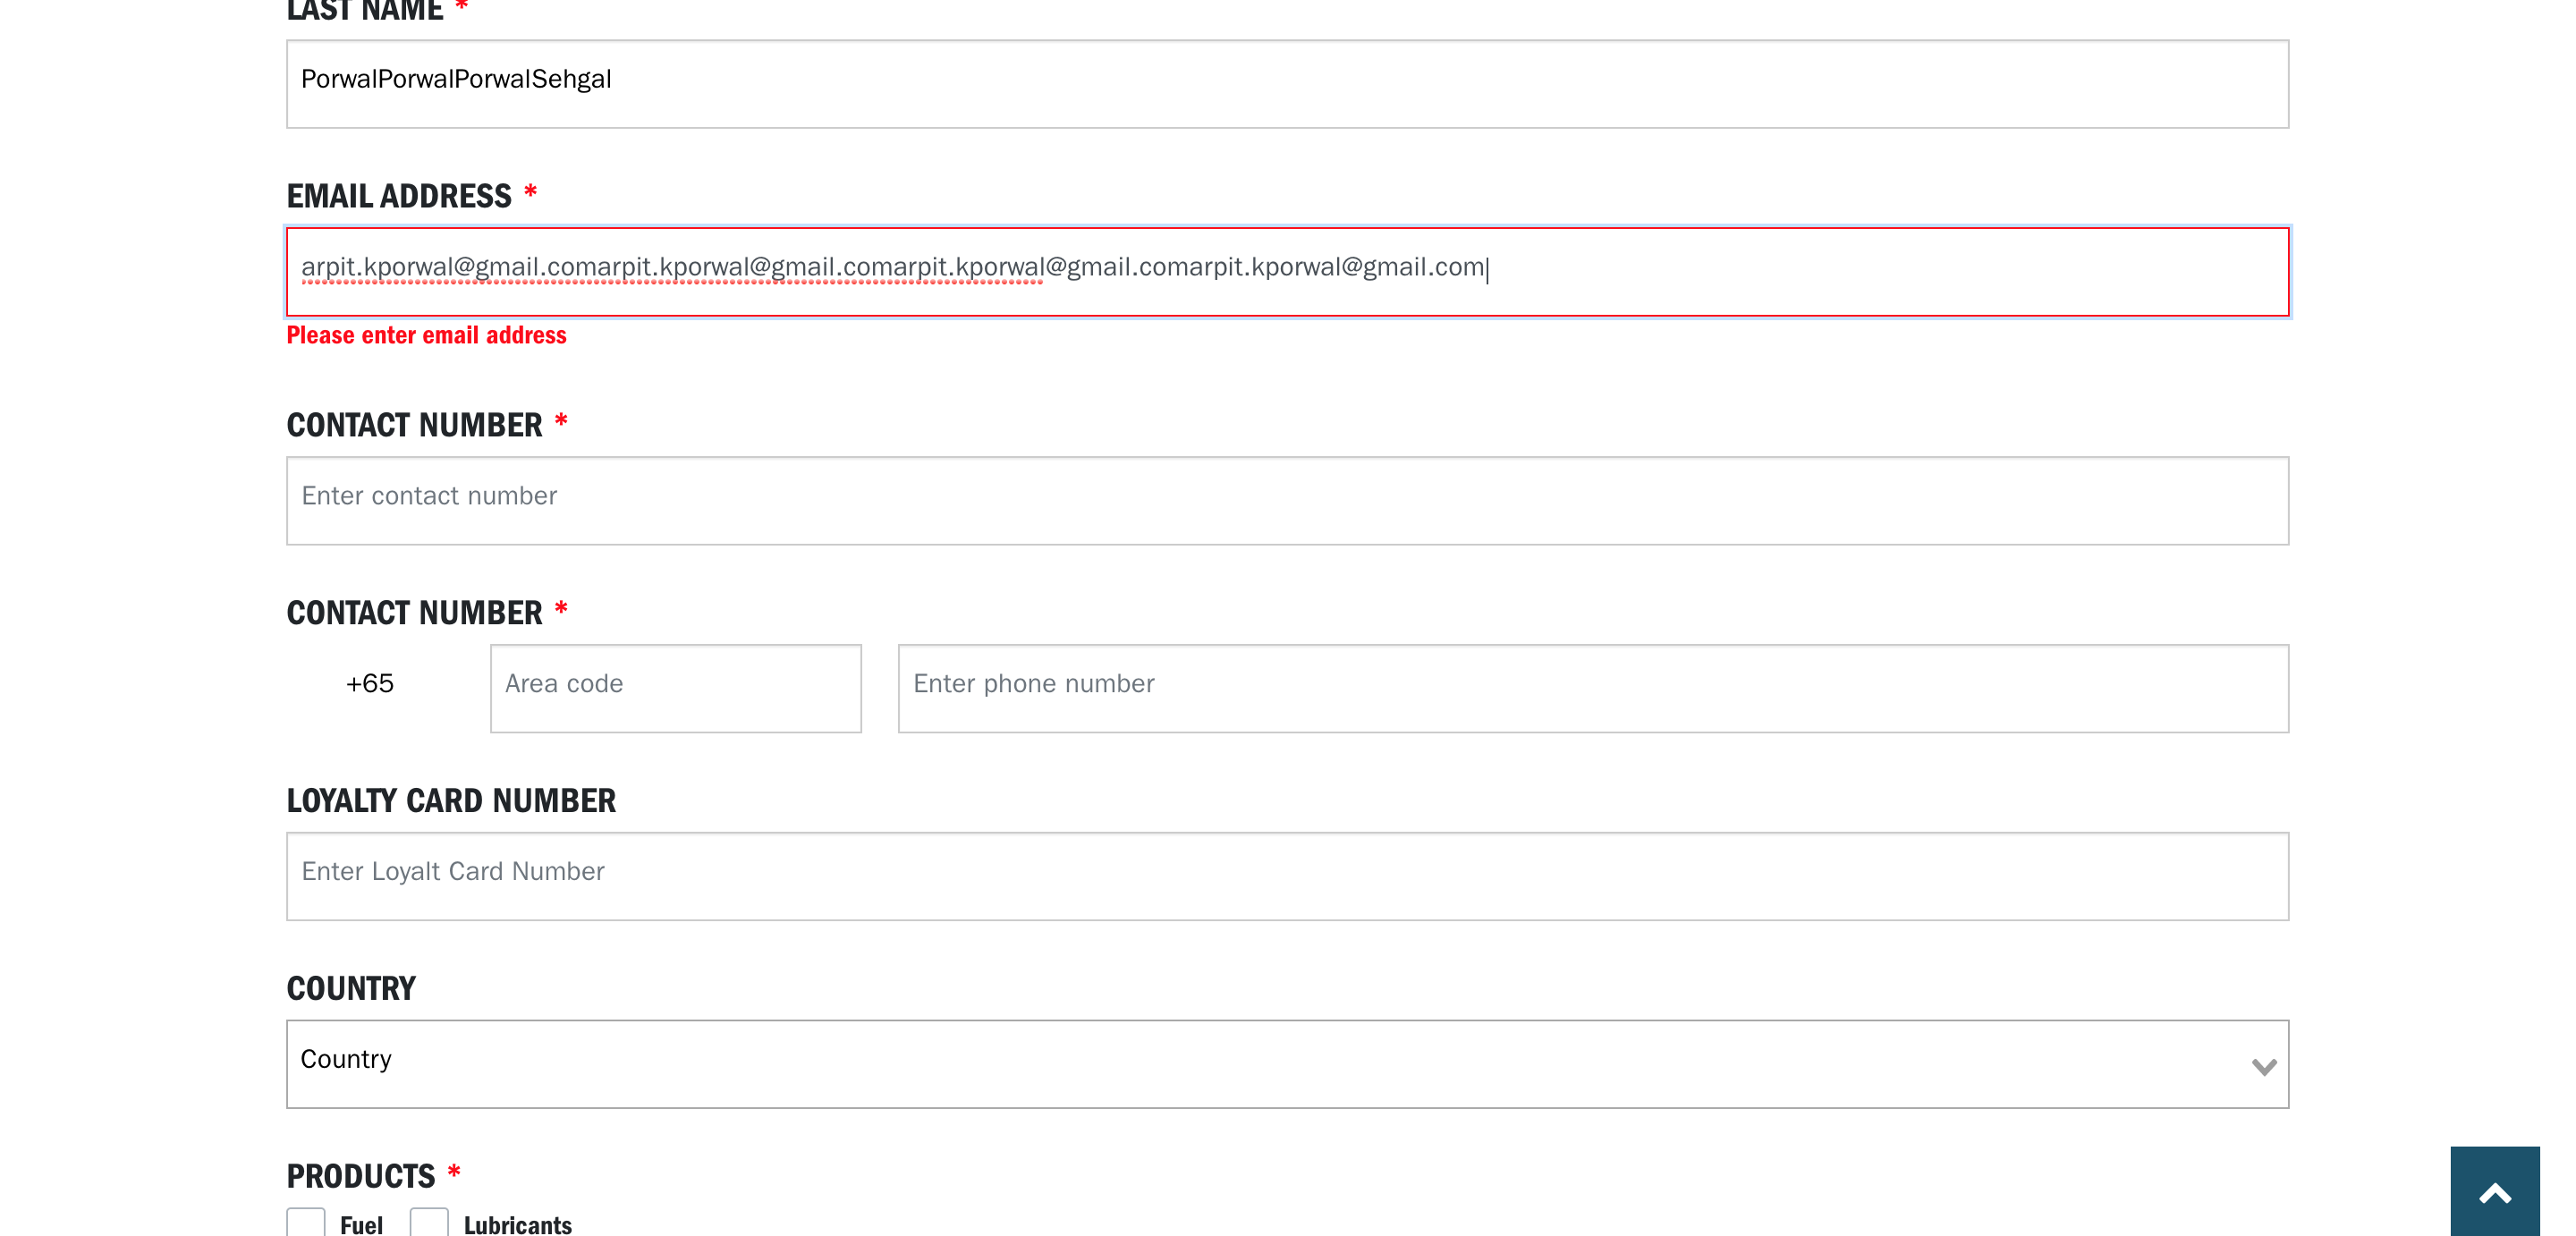 LAST NAME *
PorwalPorwalPorwalSehgal
EMAIL ADDRESS *
arpit.kporwal@gmail.comarpit.kporwal@gmail.comarpit.kporwal@gmail.comarpit.kporwal@gmail.com
Please enter email address
CONTACT NUMBER *
Enter contact number
CONTACT NUMBER *
+65 Area code Enter phone number
LOYALTY CARD NUMBER
Enter Loyalt Card Number
COUNTRY
Country
PRODUCTS *
Fuel Lubricants